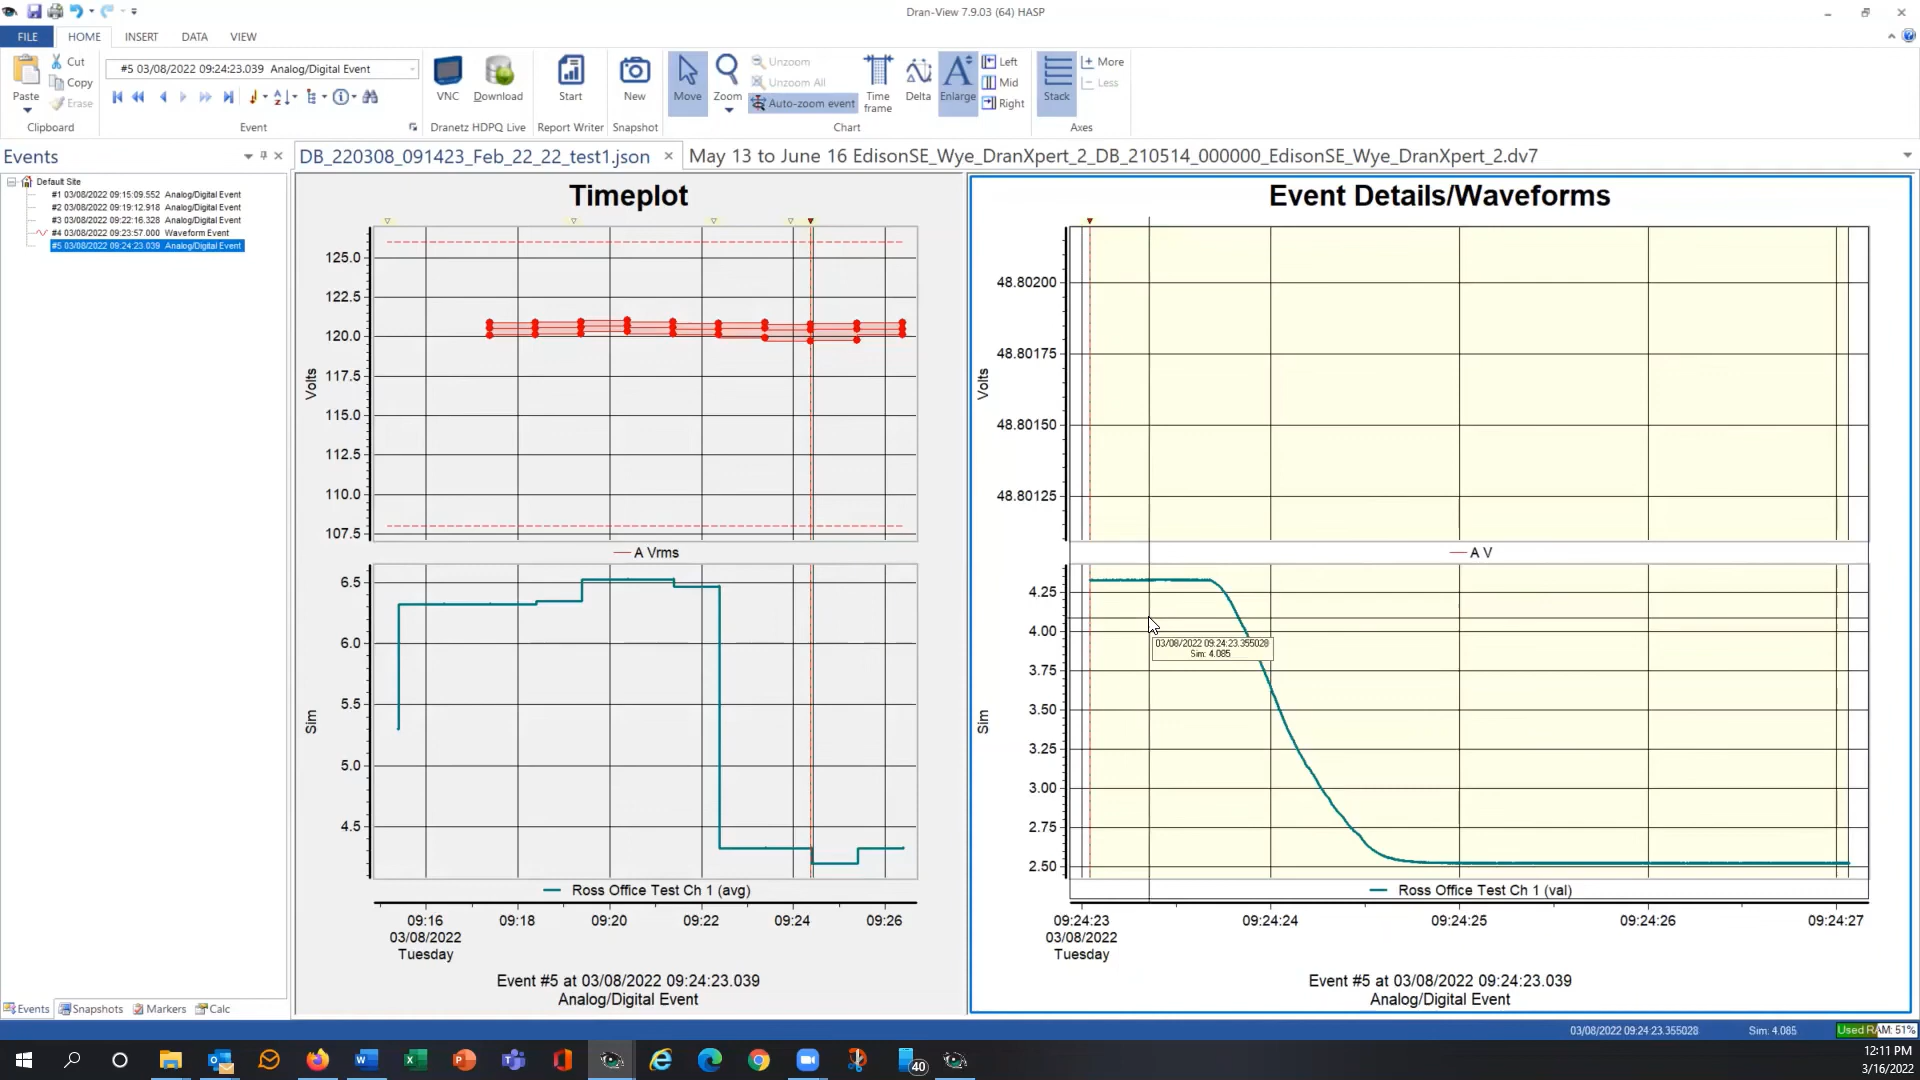 Dran-View 7.9.03 (64) HASP
FILE HOME INSERT DATA VIEW
Paste
Cut
Copy
Erase
Clipboard
#5 03/08/2022 09:24:23.039 Analog/Digital Event
Event
VNC
Download
Dranetz HDPQ Live
Start
Report Writer
New
Snapshot
Move
Zoom
Unzoom
Unzoom All
Auto-zoom event
Time
frame
Delta
Enlarge
Left
Mid
Right
Chart
Stack
More
Less
Axes
Events
Default Site
#1 03/08/2022 09:15:09.552 Analog/Digital Event
#2 03/08/2022 09:19:12.918 Analog/Digital Event
#3 03/08/2022 09:22:16.328 Analog/Digital Event
#4 03/08/2022 09:23:57.000 Waveform Event
#5 03/08/2022 09:24:23.039 Analog/Digital Event
DB_220308_091423_Feb_22_22_test1.json
May 13 to June 16 EdisonSE_Wye_DranXpert_2_DB_210514_000000_EdisonSE_Wye_DranXpert_2.dv7
Timeplot
125.0
122.5
120.0
117.5
115.0
112.5
110.0
107.5
Volts
A Vrms
6.5
6.0
5.5
5.0
4.5
Sim
Ross Office Test Ch 1 (avg)
09:16 09:18 09:20 09:22 09:24 09:26
03/08/2022
Tuesday
Event #5 at 03/08/2022 09:24:23.039
Analog/Digital Event
Event Details/Waveforms
48.80200
48.80175
48.80150
48.80125
Volts
A V
4.25
4.00
3.75
3.50
3.25
3.00
2.75
2.50
Sim
03/08/2022 09:24:23.355028
Sim: 4.085
Ross Office Test Ch 1 (val)
09:24:23 09:24:24 09:24:25 09:24:26 09:24:27
03/08/2022
Tuesday
Event #5 at 03/08/2022 09:24:23.039
Analog/Digital Event
Events Snapshots Markers Calc
03/08/2022 09:24:23.355028 Sim: 4.085 Used RAM: 51%
40
12:11 PM
3/16/2022